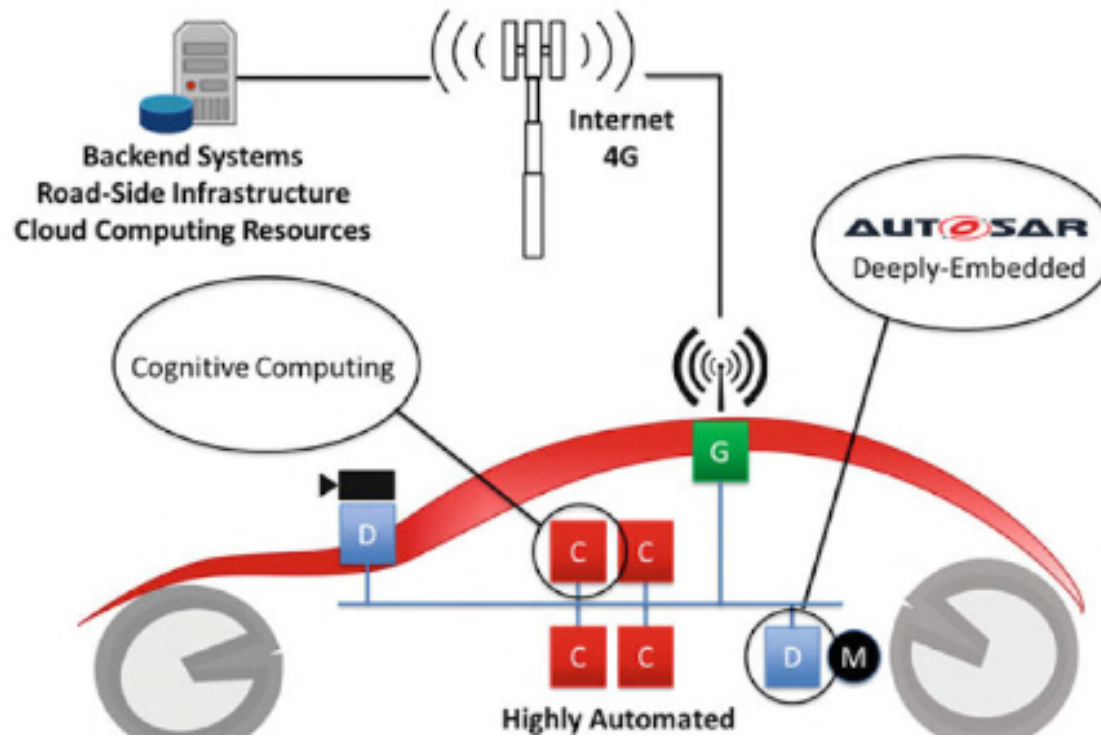 Internet
4G
Backend Systems
Road-Side Infrastructure
Cloud Computing Resources
AUTOSAR
Deeply-Embedded
Cognitive Computing
G
D
C C
C C
D M
Highly Automated